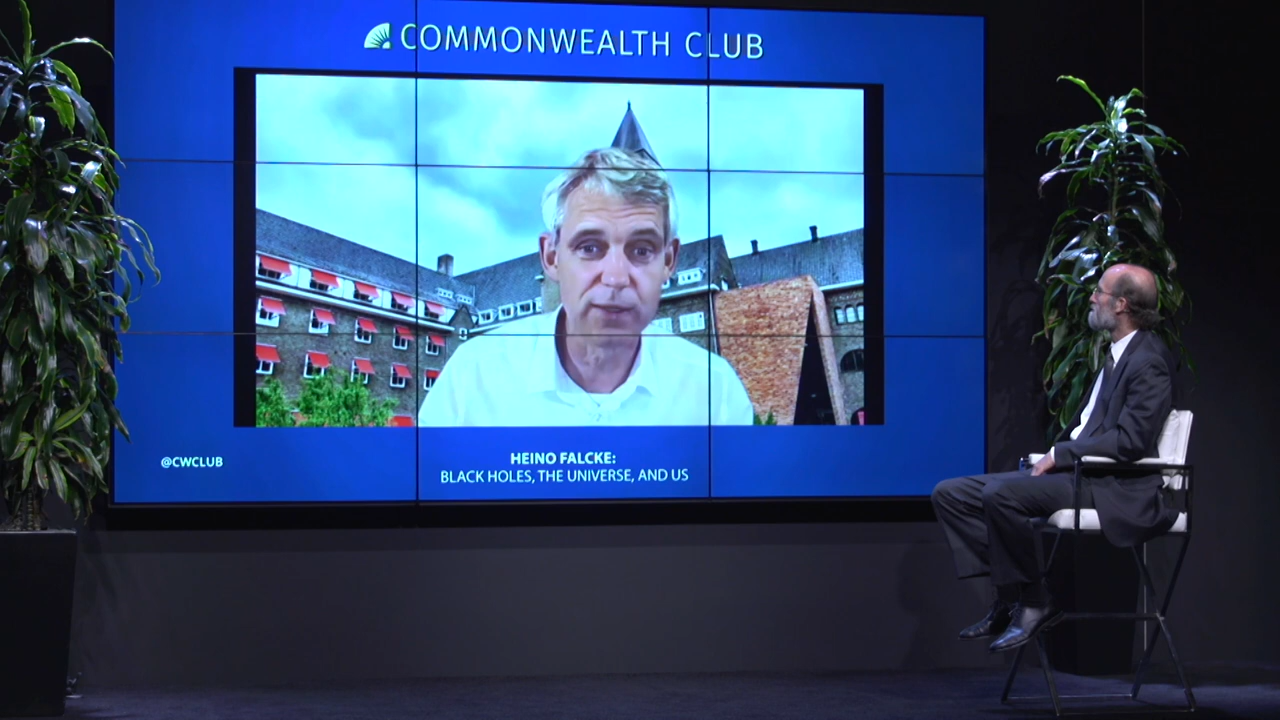 COMMONWEALTH CLUB
@CWCLUB
HEINO FALCKE:
BLACK HOLES, THE UNIVERSE, AND US